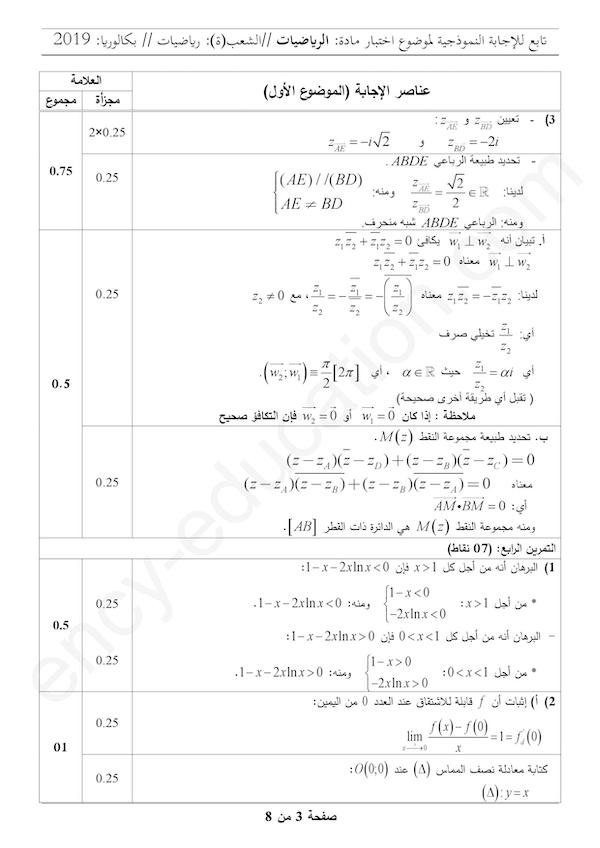 تابع للإجابة النموذجية لموضوع اختبار مادة: الرياضيات //الشعب(ة): رياضيات // بكالوريا: 2019
العلامة
عناصر الإجابة (الموضوع الأول)
مجموع مجزأة
3) - تعيين $z_{\overrightarrow{BD}}$ و $z_{\overrightarrow{AE}}$ :
$z_{\overrightarrow{BD}} = -2i$ و $z_{\overrightarrow{AE}} = -i\sqrt{2}$
2×0.25
- تحديد طبيعة الرباعي ABDE .
لدينا: $\frac{z_{\overrightarrow{AE}}}{z_{\overrightarrow{BD}}} = \frac{\sqrt{2}}{2} \in \mathbb{R}$ ومنه: $\begin{cases} (AE)//(BD) \\ AE \neq BD \end{cases}$
ومنه: الرباعي ABDE شبه منحرف.
0.25
0.75
أ. تبيان أنه $\overrightarrow{w_1} \perp \overrightarrow{w_2}$ يكافئ $z_1\overline{z_2} + \overline{z_1}z_2 = 0$
$\overrightarrow{w_1} \perp \overrightarrow{w_2}$ معناه $z_1\overline{z_2} + \overline{z_1}z_2 = 0$
لدينا: $z_1\overline{z_2} = -\overline{z_1}z_2$ معناه $\frac{z_1}{z_2} = -\frac{\overline{z_1}}{\overline{z_2}} = -\overline{\left(\frac{z_1}{z_2}\right)}$، مع $z_2 \neq 0$
أي: $\frac{z_1}{z_2}$ تخيلي صرف
أي $\frac{z_1}{z_2} = \alpha i$ حيث $\alpha \in \mathbb{R}$ ، أي $(\overrightarrow{w_2};\overrightarrow{w_1}) \equiv \frac{\pi}{2}[2\pi]$.
( تقبل أي طريقة أخرى صحيحة)
ملاحظة : إذا كان $\overrightarrow{w_1} = \vec{0}$ أو $\overrightarrow{w_2} = \vec{0}$ فإن التكافؤ صحيح
0.25
0.5
ب. تحديد طبيعة مجموعة النقط $M(z)$.
$(z - z_A)(\overline{z} - z_D) + (z - z_B)(\overline{z} - z_C) = 0$
معناه $(z - z_A)\overline{(z - z_B)} + (z - z_B)\overline{(z - z_A)} = 0$
أي: $\overrightarrow{AM} \bullet \overrightarrow{BM} = 0$
ومنه مجموعة النقط $M(z)$ هي الدائرة ذات القطر $[AB]$ .
0.25
التمرين الرابع: (07 نقاط)
1) البرهان أنه من أجل كل $x > 1$ فإن $1 - x - 2x\ln x < 0$:
* من أجل $x > 1$: $\begin{cases} 1 - x < 0 \\ -2x\ln x < 0 \end{cases}$ ومنه: $1 - x - 2x\ln x < 0$.
0.25
- البرهان أنه من أجل كل $0 < x < 1$ فإن $1 - x - 2x\ln x > 0$:
* من أجل $0 < x < 1$: $\begin{cases} 1 - x > 0 \\ -2x\ln x > 0 \end{cases}$ ومنه: $1 - x - 2x\ln x > 0$.
0.25
0.5
2) أ) إثبات أن $f$ قابلة للاشتقاق عند العدد 0 من اليمين:
$\lim_{x \to 0} \frac{f(x) - f(0)}{x} = 1 = f'_d(0)$
0.25
كتابة معادلة نصف المماس $(\Delta)$ عند $O(0;0)$:
$(\Delta): y = x$
0.25
01
صفحة 3 من 8
ency-education.com